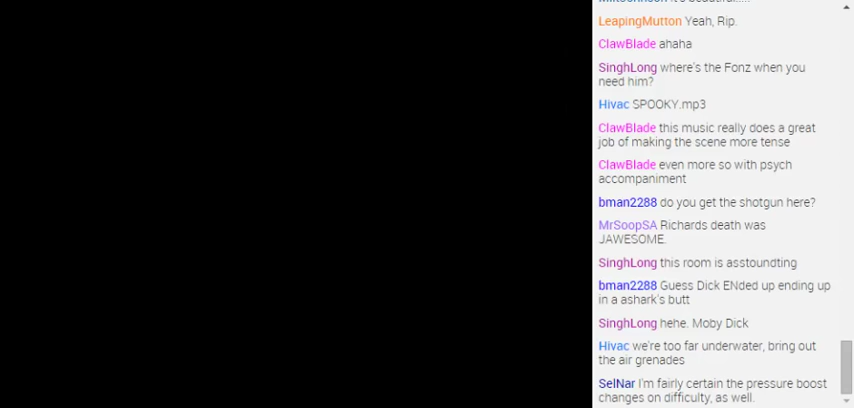 LeapingMutton Yeah, Rip.
ClawBlade ahaha
SinghLong where's the Fonz when you
need him?
Hivac SPOOKY.mp3
ClawBlade this music really does a great
job of making the scene more tense
ClawBlade even more so with psych
accompaniment
bman2288 do you get the shotgun here?
MrSoopSA Richards death was
JAWESOME.
SinghLong this room is asstoundting
bman2288 Guess Dick ENded up ending up
in a ashark's butt
SinghLong hehe. Moby Dick
Hivac we're too far underwater, bring out
the air grenades
SelNar I'm fairly certain the pressure boost
changes on difficulty, as well.